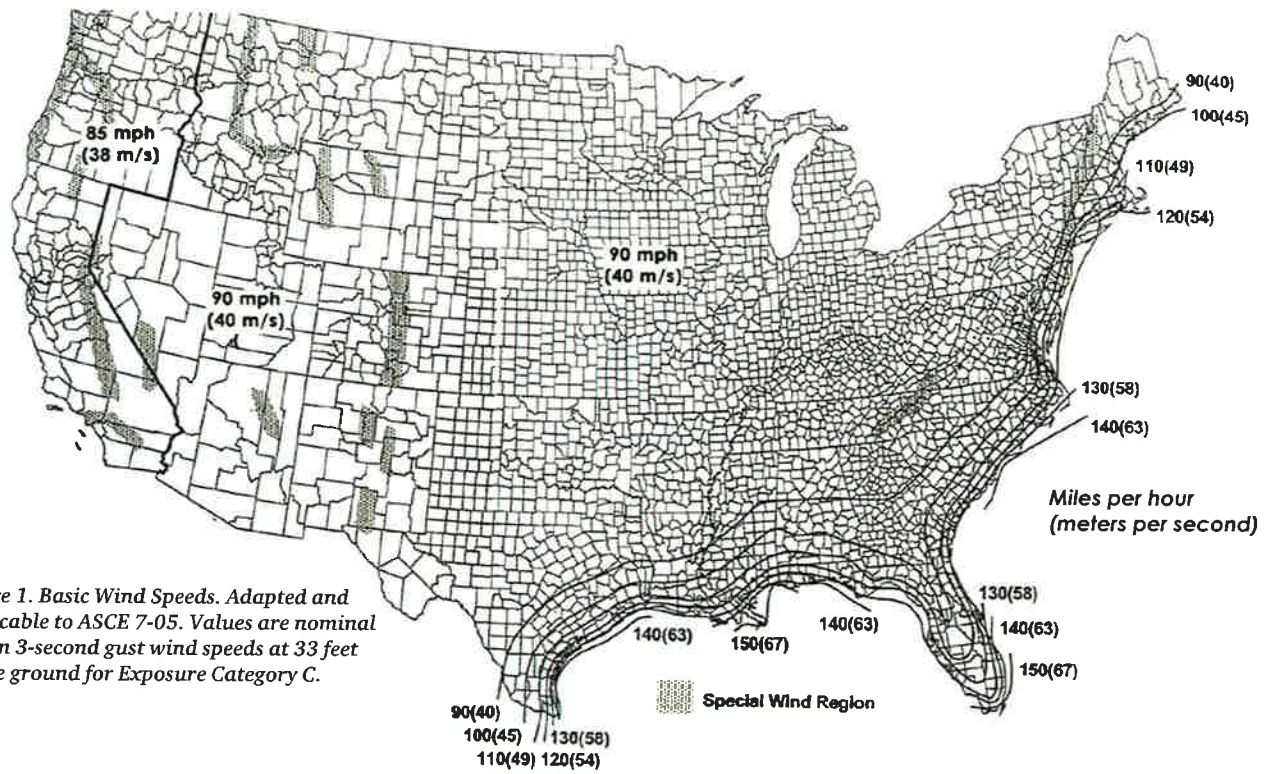 85 mph
(38 m/s)
90 mph
(40 m/s)
90 mph
(40 m/s)
90(40)
100(45)
110(49)
120(54)
130(58)
140(63)
Miles per hour
(meters per second)
e 1. Basic Wind Speeds. Adapted and
cable to ASCE 7-05. Values are nominal
n 3-second gust wind speeds at 33 feet
e ground for Exposure Category C.
130(58)
140(63)
150(67)
140(63)
150(67)
140(63)
Special Wind Region
90(40)
100(45)
110(49)
120(54)
130(58)